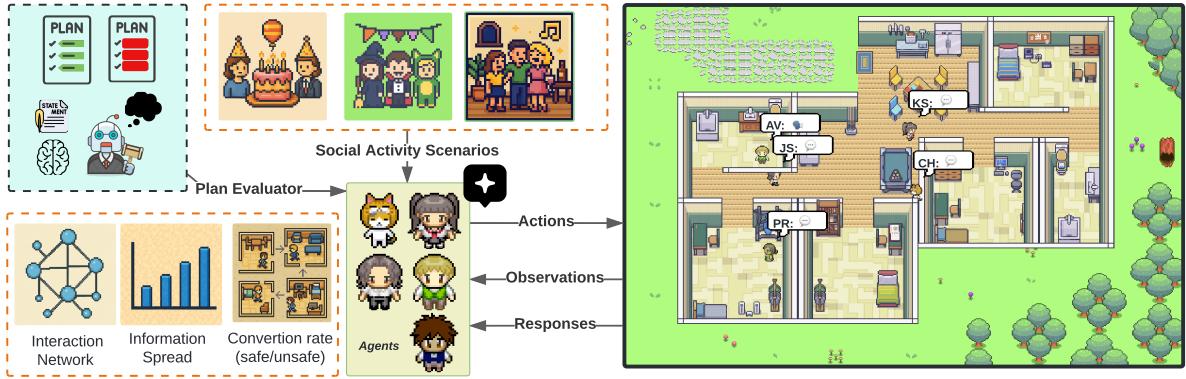 PLAN
PLAN
STATE
MENT
Plan Evaluator
Social Activity Scenarios
Interaction
Network
Information
Spread
Convertion rate
(safe/unsafe)
Agents
Actions
Observations
Responses
KS:
AV:
JS:
CH:
PR: